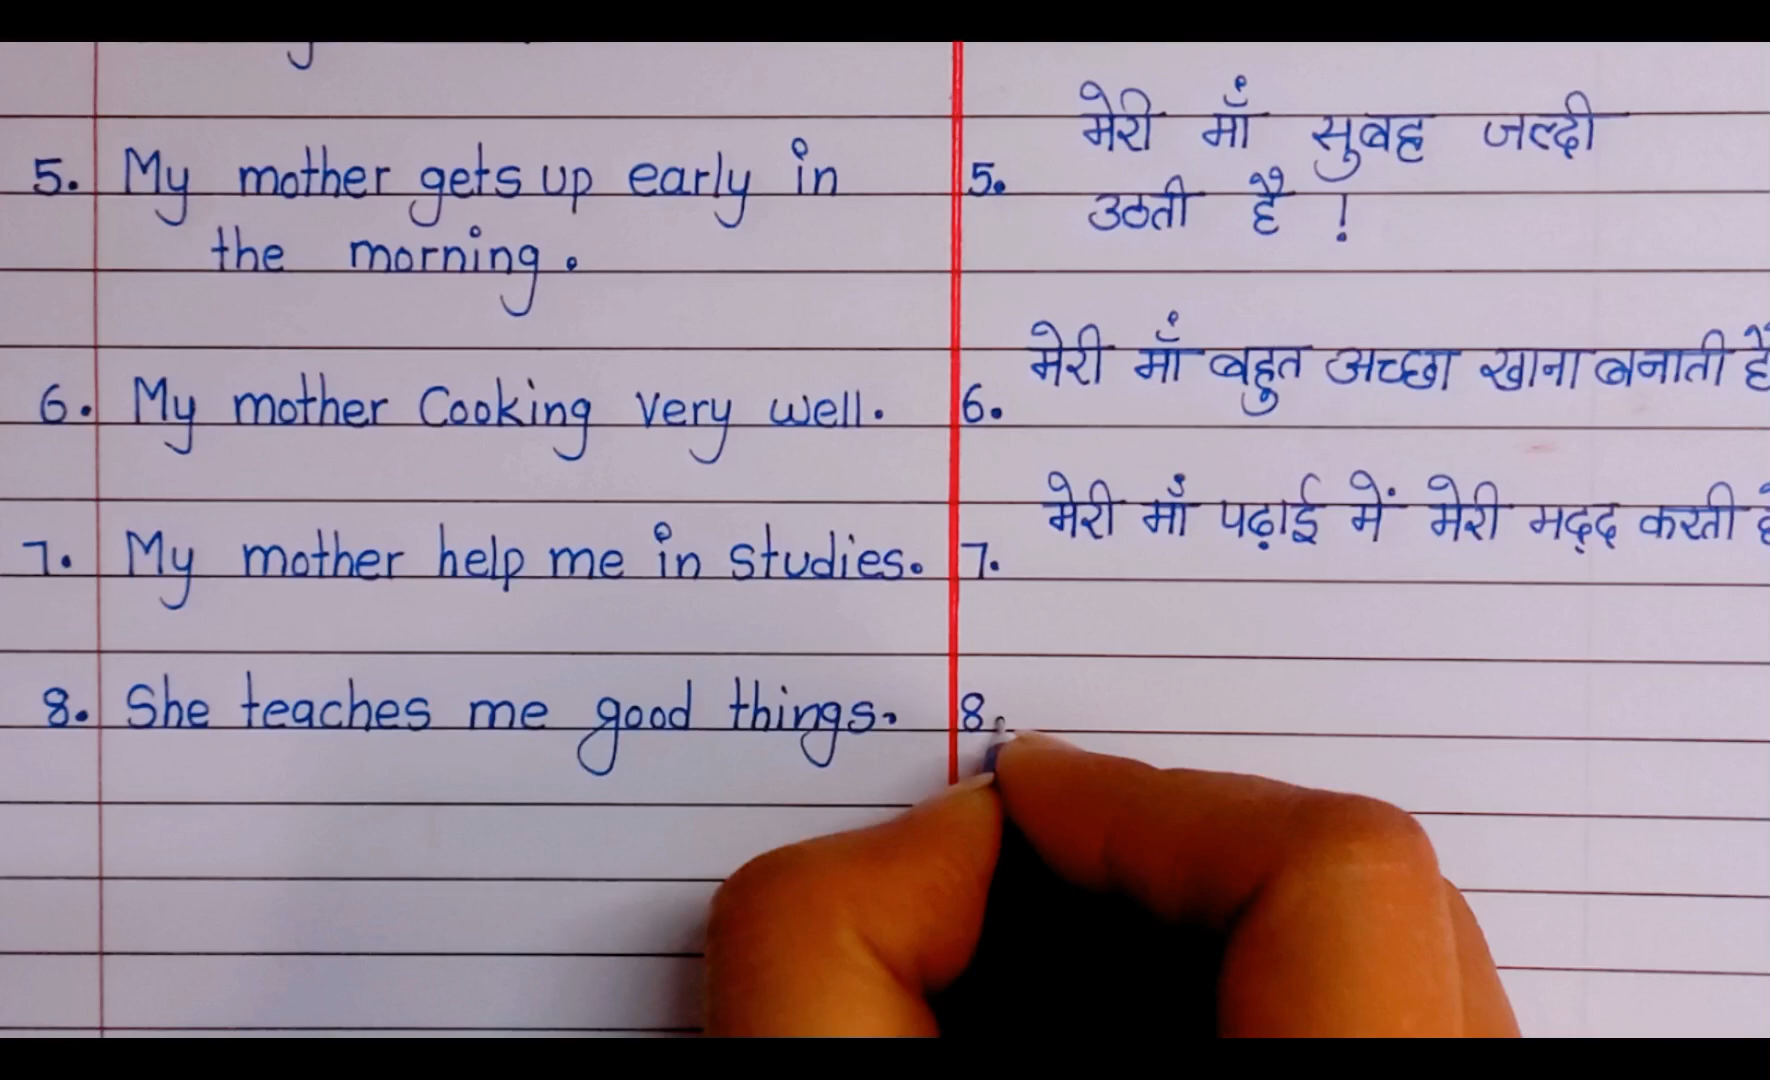 5. My mother gets up early in
the morning.
6. My mother Cooking very well.
7. My mother help me in studies.
8. She teaches me good things.
5. मेरी माँ सुबह जल्दी
उठती है !
6. मेरी माँ बहुत अच्छा खाना बनाती है
7. मेरी माँ पढ़ाई में मेरी मद्द करती
8.